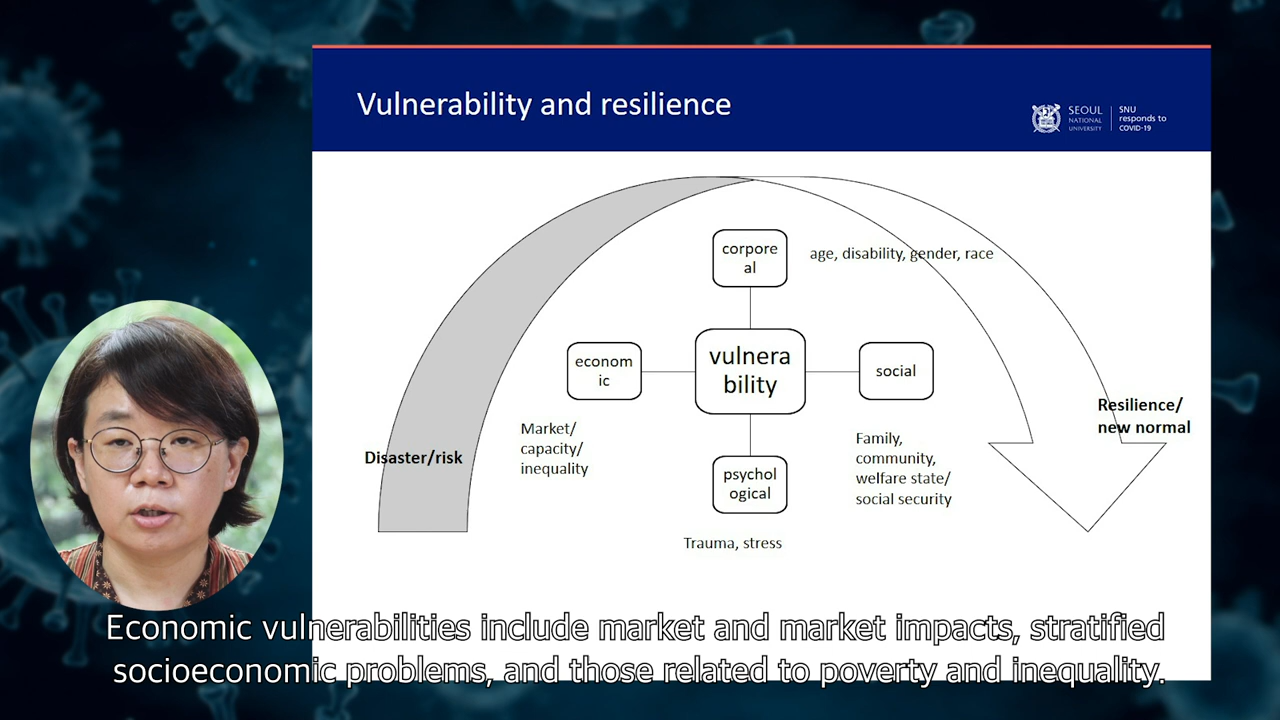 Vulnerability and resilience
SEOUL
NATIONAL
UNIVERSITY
SNU
responds to
COVID-19
corpore
al
age, disability, gender, race
econom
ic
vulnera
bility
social
Market/
capacity/
inequality
Resilience/
new normal
Disaster/risk
Family,
community,
welfare state/
social security
psychol
ogical
Trauma, stress
Economic vulnerabilities include market and market impacts, stratified
socioeconomic problems, and those related to poverty and inequality.